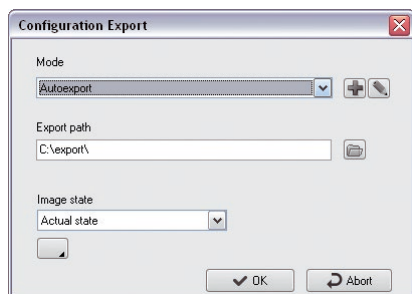 Configuration Export
Mode
Autoexport
Export path
C:\export\
Image state
Actual state
OK
Abort